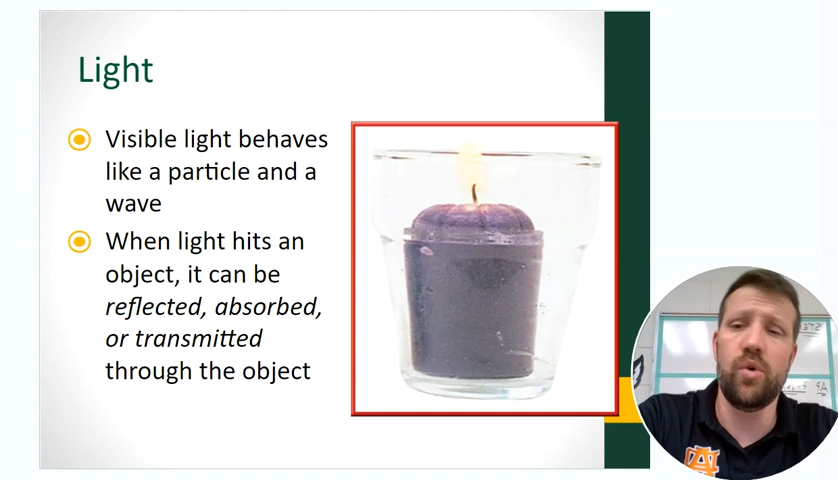 Light
Visible light behaves
like a particle and a
wave
When light hits an
object, it can be
reflected, absorbed,
or transmitted
through the object